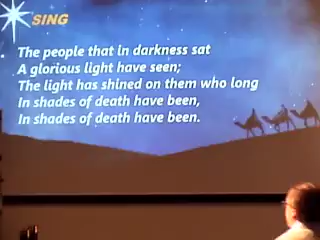 SING
The people that in darkness sat
A glorious light have seen;
The light has shined on them who long
In shades of death have been,
In shades of death have been.